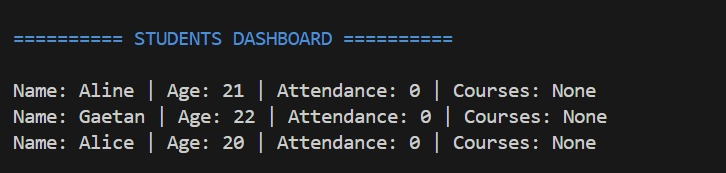 ========== STUDENTS DASHBOARD ==========
Name: Aline | Age: 21 | Attendance: 0 | Courses: None
Name: Gaetan | Age: 22 | Attendance: 0 | Courses: None
Name: Alice | Age: 20 | Attendance: 0 | Courses: None